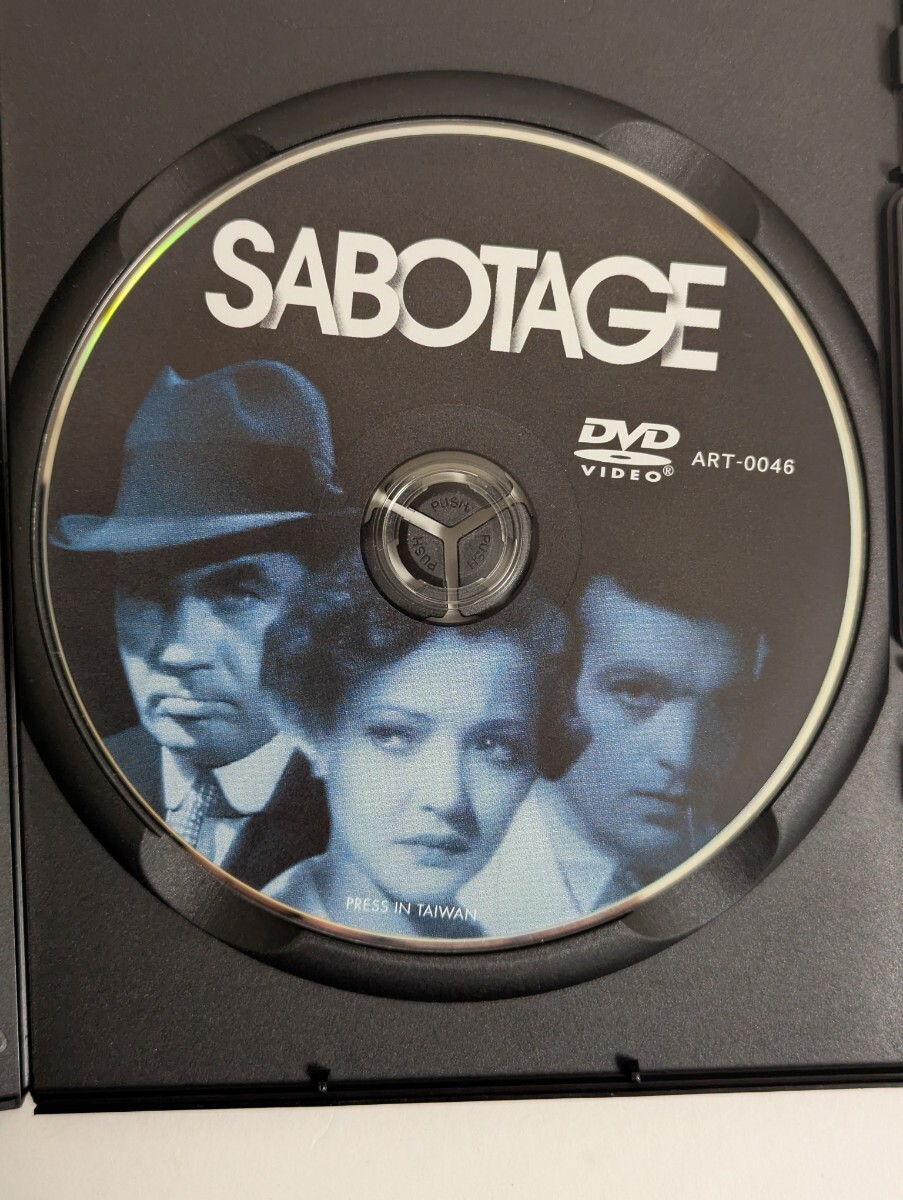 SABOTAGE
DVD
VIDEO®
ART-0046
PUSH
PUSH
PUSH
PRESS IN TAIWAN